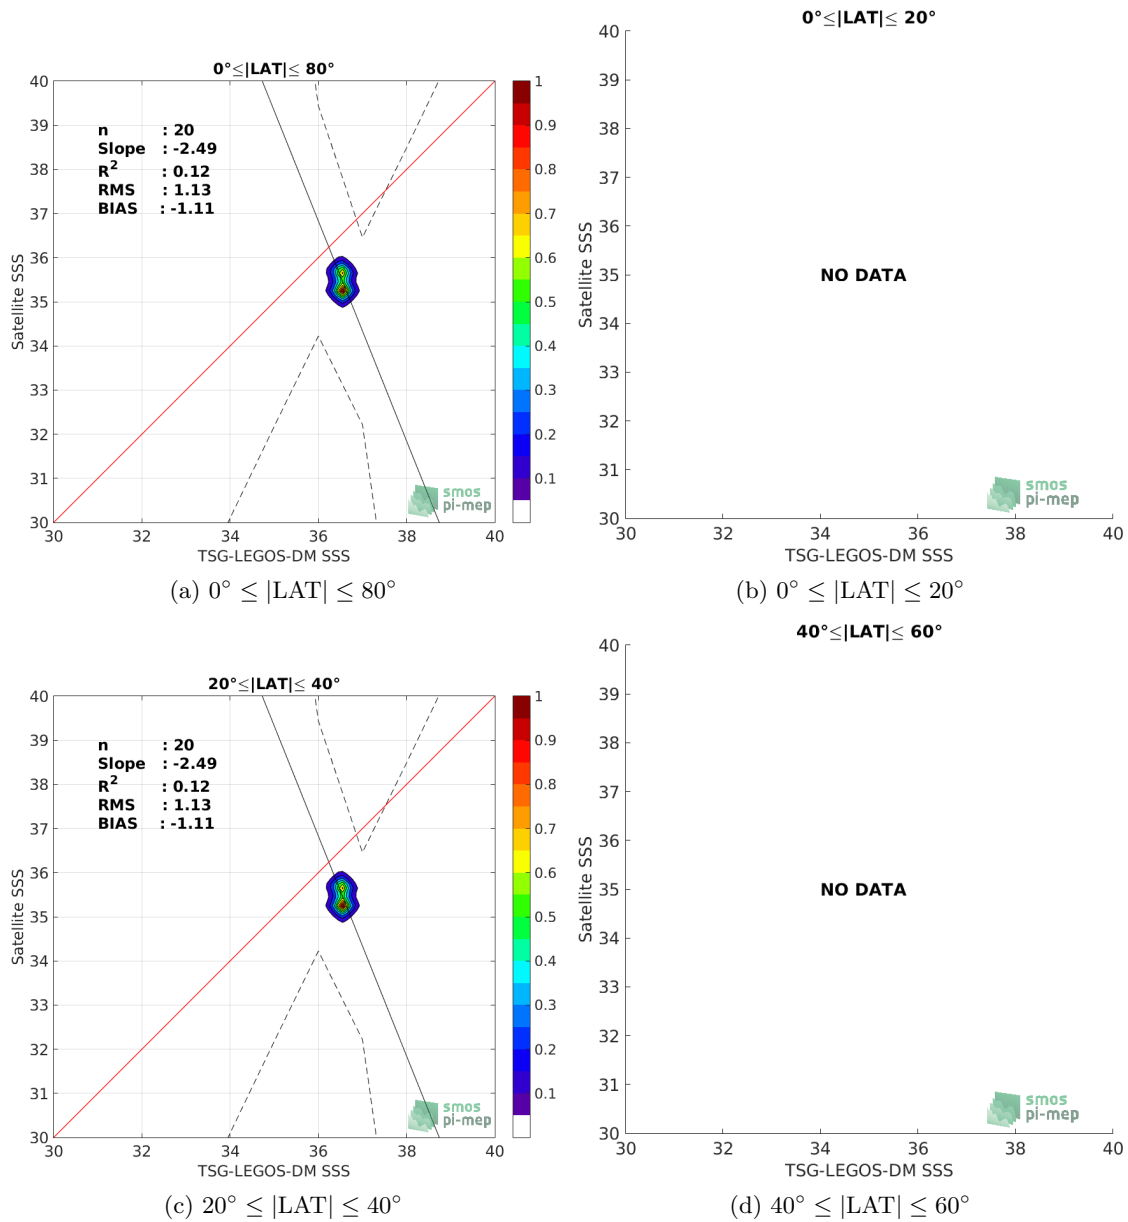 0°≤|LAT|≤ 80°
40
39
38
37
36
35
34
33
32
31
30
n : 20
Slope : -2.49
R² : 0.12
RMS : 1.13
BIAS : -1.11
Satellite SSS
30 32 34 36 38 40
TSG-LEGOS-DM SSS
1
0.9
0.8
0.7
0.6
0.5
0.4
0.3
0.2
0.1
smos
pi-mep
(a) 0° ≤ |LAT| ≤ 80°
0°≤|LAT|≤ 20°
40
39
38
37
36
35
34
33
32
31
30
Satellite SSS
NO DATA
30 32 34 36 38 40
TSG-LEGOS-DM SSS
smos
pi-mep
(b) 0° ≤ |LAT| ≤ 20°
20°≤|LAT|≤ 40°
40
39
38
37
36
35
34
33
32
31
30
n : 20
Slope : -2.49
R² : 0.12
RMS : 1.13
BIAS : -1.11
Satellite SSS
30 32 34 36 38 40
TSG-LEGOS-DM SSS
1
0.9
0.8
0.7
0.6
0.5
0.4
0.3
0.2
0.1
smos
pi-mep
(c) 20° ≤ |LAT| ≤ 40°
40°≤|LAT|≤ 60°
40
39
38
37
36
35
34
33
32
31
30
Satellite SSS
NO DATA
30 32 34 36 38 40
TSG-LEGOS-DM SSS
smos
pi-mep
(d) 40° ≤ |LAT| ≤ 60°